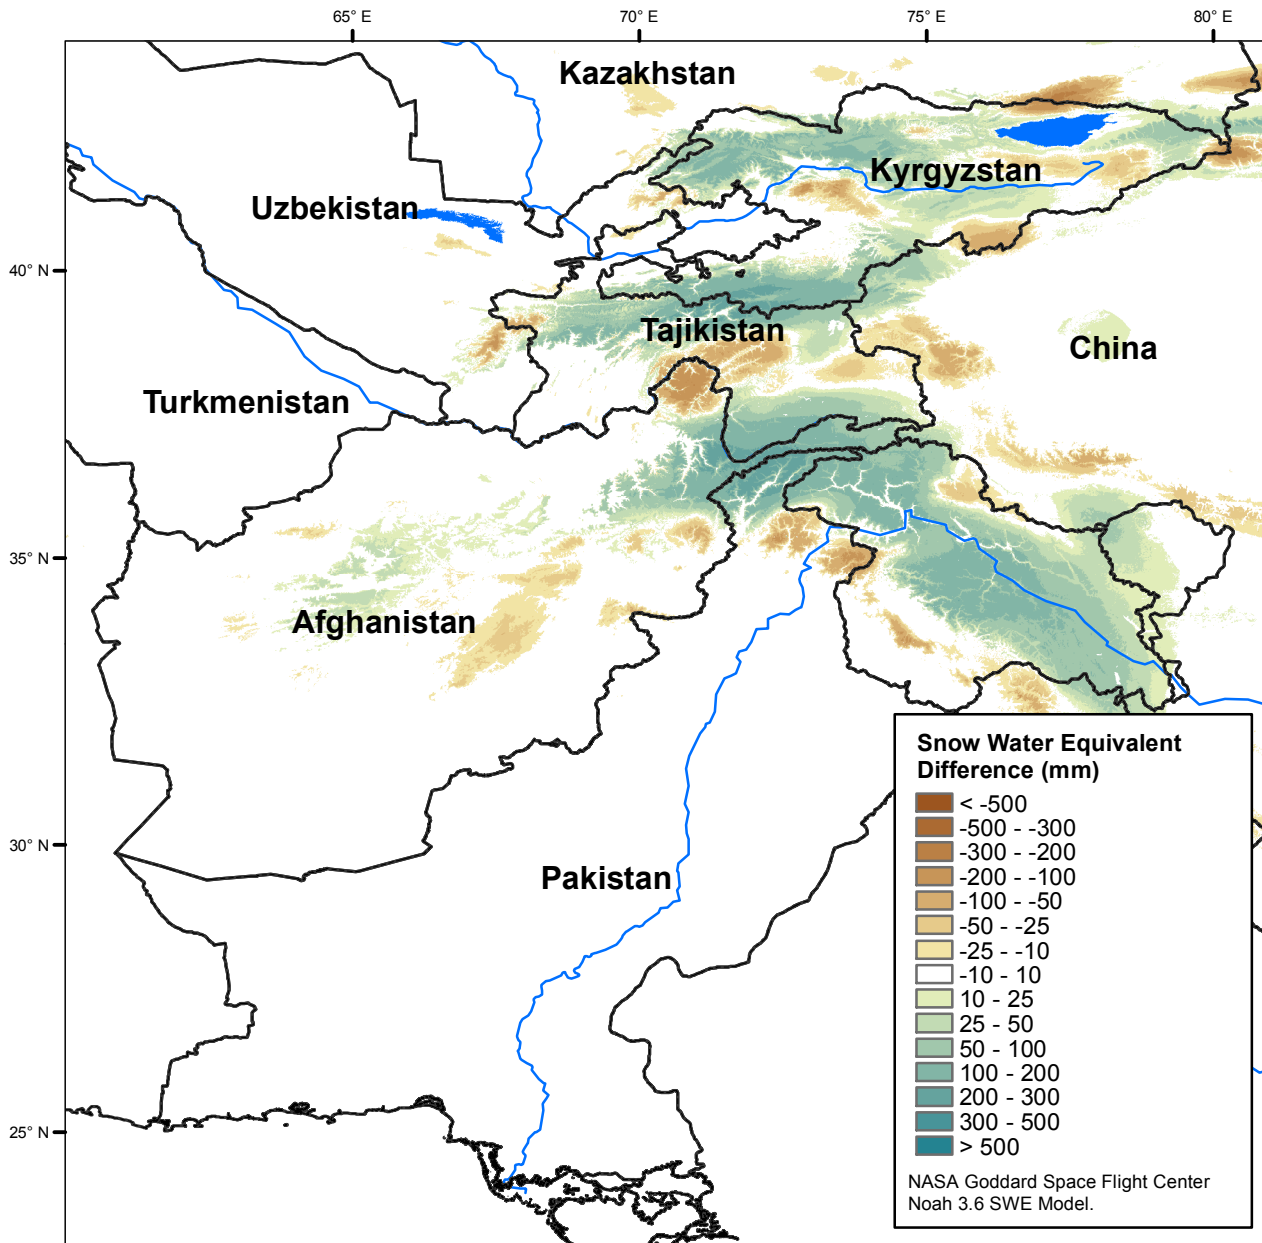 65° E
70° E
75° E
80° E
Kazakhstan
Kyrgyzstan
Uzbekistan
40° N
Tajikistan
China
Turkmenistan
35° N
Afghanistan
30° N
Pakistan
25° N
Snow Water Equivalent
Difference (mm)
< -500
-500 - -300
-300 - -200
-200 - -100
-100 - -50
-50 - -25
-25 - -10
-10 - 10
10 - 25
25 - 50
50 - 100
100 - 200
200 - 300
300 - 500
> 500
NASA Goddard Space Flight Center
Noah 3.6 SWE Model.